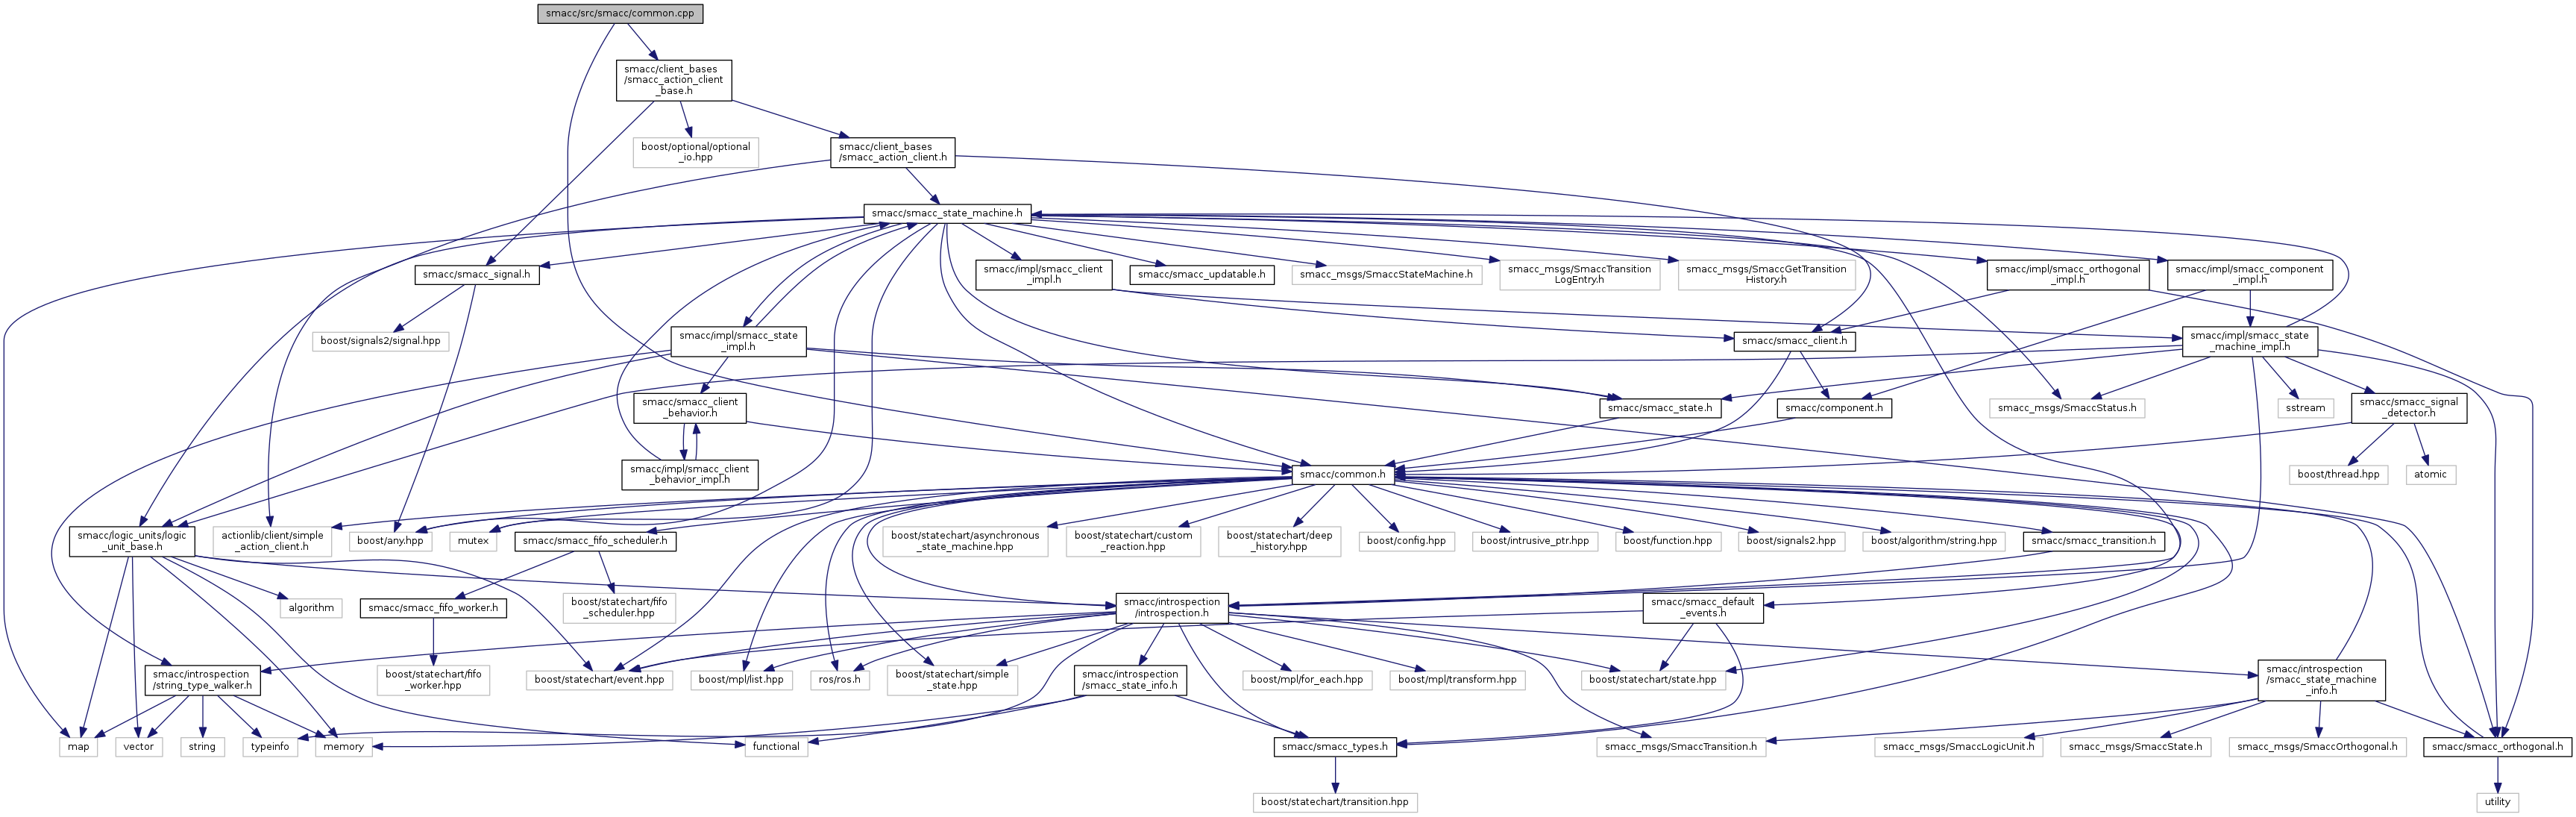 smacc/src/smacc/common.cpp
smacc/client_bases
/smacc_action_client
_base.h
boost/optional/optional
_io.hpp
smacc/client_bases
/smacc_action_client.h
smacc/smacc_state_machine.h
smacc/smacc_signal.h
smacc/impl/smacc_client
_impl.h
smacc/smacc_updatable.h
smacc_msgs/SmaccStateMachine.h
smacc_msgs/SmaccTransition
LogEntry.h
smacc_msgs/SmaccGetTransition
History.h
smacc/impl/smacc_orthogonal
_impl.h
smacc/impl/smacc_component
_impl.h
boost/signals2/signal.hpp
smacc/impl/smacc_state
_impl.h
smacc/smacc_client.h
smacc/impl/smacc_state
_machine_impl.h
smacc/smacc_client
_behavior.h
smacc/smacc_state.h
smacc/component.h
smacc_msgs/SmaccStatus.h
sstream
smacc/smacc_signal
_detector.h
smacc/impl/smacc_client
_behavior_impl.h
smacc/common.h
boost/thread.hpp
atomic
smacc/logic_units/logic
_unit_base.h
actionlib/client/simple
_action_client.h
boost/any.hpp
mutex
smacc/smacc_fifo_scheduler.h
boost/statechart/asynchronous
_state_machine.hpp
boost/statechart/custom
_reaction.hpp
boost/statechart/deep
_history.hpp
boost/config.hpp
boost/intrusive_ptr.hpp
boost/function.hpp
boost/signals2.hpp
boost/algorithm/string.hpp
smacc/smacc_transition.h
algorithm
smacc/smacc_fifo_worker.h
boost/statechart/fifo
_scheduler.hpp
smacc/introspection
/introspection.h
smacc/smacc_default
_events.h
smacc/introspection
/string_type_walker.h
boost/statechart/fifo
_worker.hpp
boost/statechart/event.hpp
boost/mpl/list.hpp
ros/ros.h
boost/statechart/simple
_state.hpp
smacc/introspection
/smacc_state_info.h
boost/mpl/for_each.hpp
boost/mpl/transform.hpp
boost/statechart/state.hpp
smacc/introspection
/smacc_state_machine
_info.h
map
vector
string
typeinfo
memory
functional
smacc/smacc_types.h
smacc_msgs/SmaccTransition.h
smacc_msgs/SmaccLogicUnit.h
smacc_msgs/SmaccState.h
smacc_msgs/SmaccOrthogonal.h
smacc/smacc_orthogonal.h
boost/statechart/transition.hpp
utility